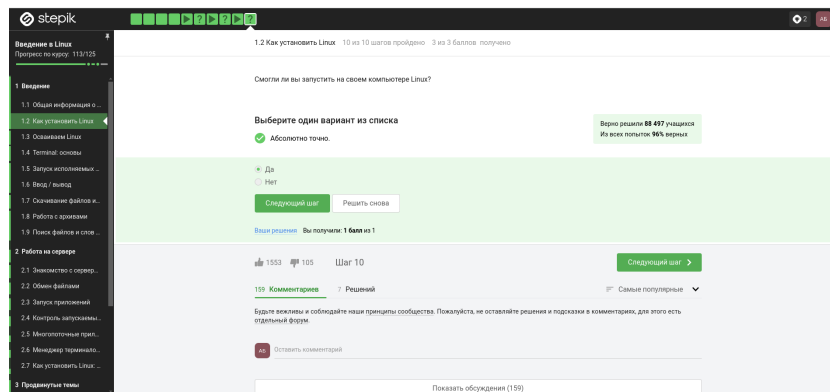 stepik
2
АБ
Введение в Linux
Прогресс по курсу: 113/125
1 Введение
1.1 Общая информация о ...
1.2 Как установить Linux
1.3 Осваиваем Linux
1.4 Terminal: основы
1.5 Запуск исполняемых ...
1.6 Ввод / вывод
1.7 Скачивание файлов и...
1.8 Работа с архивами
1.9 Поиск файлов и слов ...
2 Работа на сервере
2.1 Знакомство с сервер...
2.2 Обмен файлами
2.3 Запуск приложений
2.4 Контроль запускаемы...
2.5 Многопоточные прил...
2.6 Менеджер терминало...
2.7 Как установить Linux: ...
3 Продвинутые темы
1.2 Как установить Linux 10 из 10 шагов пройдено 3 из 3 баллов получено
Смогли ли вы запустить на своем компьютере Linux?
Выберите один вариант из списка
Абсолютно точно.
Верно решили 88 497 учащихся
Из всех попыток 96% верных
Да
Нет
Следующий шаг Решить снова
Ваши решения Вы получили: 1 балл из 1
1553 105 Шаг 10 Следующий шаг
159 Комментариев 7 Решений Самые популярные
Будьте вежливы и соблюдайте наши принципы сообщества. Пожалуйста, не оставляйте решения и подсказки в комментариях, для этого есть
отдельный форум.
АБ Оставить комментарий
Показать обсуждения (159)